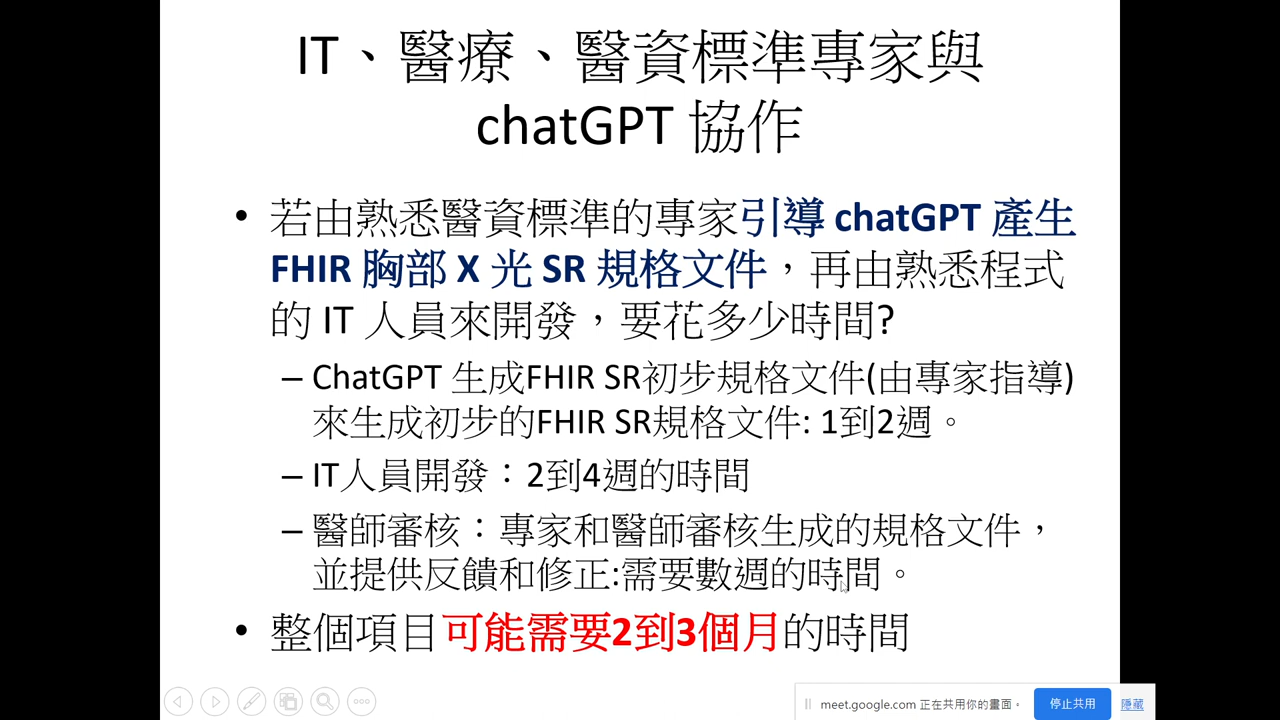 IT、醫療、醫資標準專家與
chatGPT 協作
• 若由熟悉醫資標準的專家引導 chatGPT 產生
FHIR 胸部 X 光 SR 規格文件，再由熟悉程式
的 IT 人員來開發，要花多少時間?
– ChatGPT 生成FHIR SR初步規格文件(由專家指導)
來生成初步的FHIR SR規格文件: 1到2週。
– IT人員開發：2到4週的時間
– 醫師審核：專家和醫師審核生成的規格文件，
並提供反饋和修正:需要數週的時間。
• 整個項目可能需要2到3個月的時間
meet.google.com 正在共用你的畫面。 停止共用 隱藏